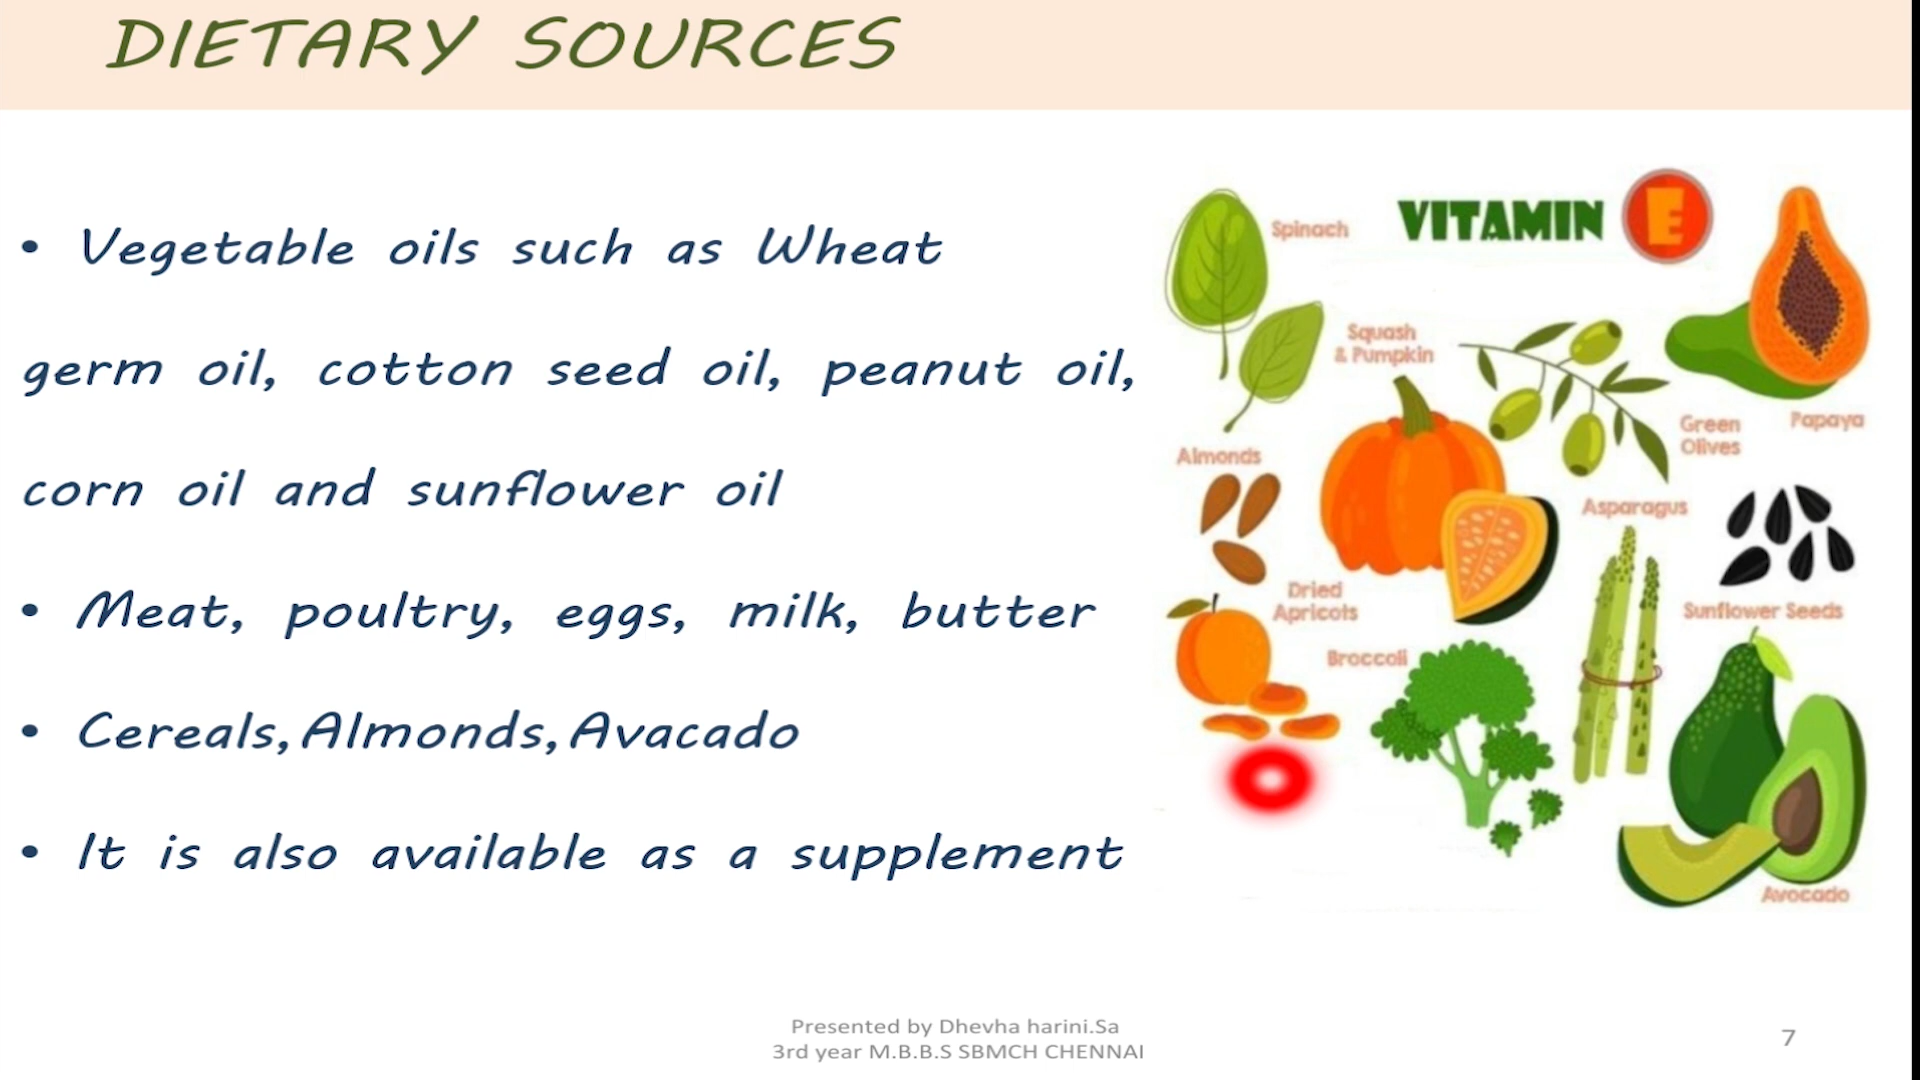 DIETARY SOURCES
• Vegetable oils such as Wheat
germ oil, cotton seed oil, peanut oil,
corn oil and sunflower oil
• Meat, poultry, eggs, milk, butter
• Cereals,Almonds,Avacado
• It is also available as a supplement
VITAMIN E
Spinach
Squash
& Pumpkin
Green
Olives
Papaya
Almonds
Asparagus
Dried
Apricots
Sunflower Seeds
Broccoli
Avocado
Presented by Dhevha harini.Sa
3rd year M.B.B.S SBMCH CHENNAI
7